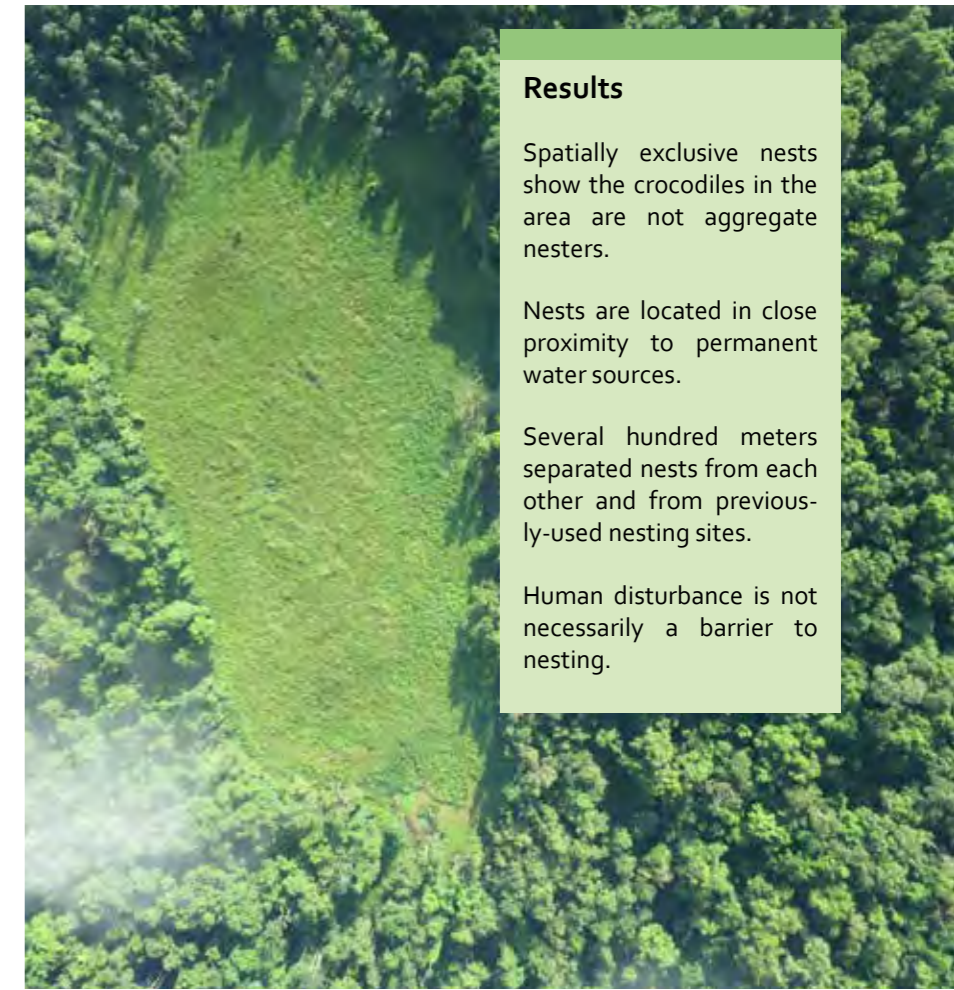 Results
Spatially exclusive nests
show the crocodiles in the
area are not aggregate
nesters.
Nests are located in close
proximity to permanent
water sources.
Several hundred meters
separated nests from each
other and from previous-
ly-used nesting sites.
Human disturbance is not
necessarily a barrier to
nesting.